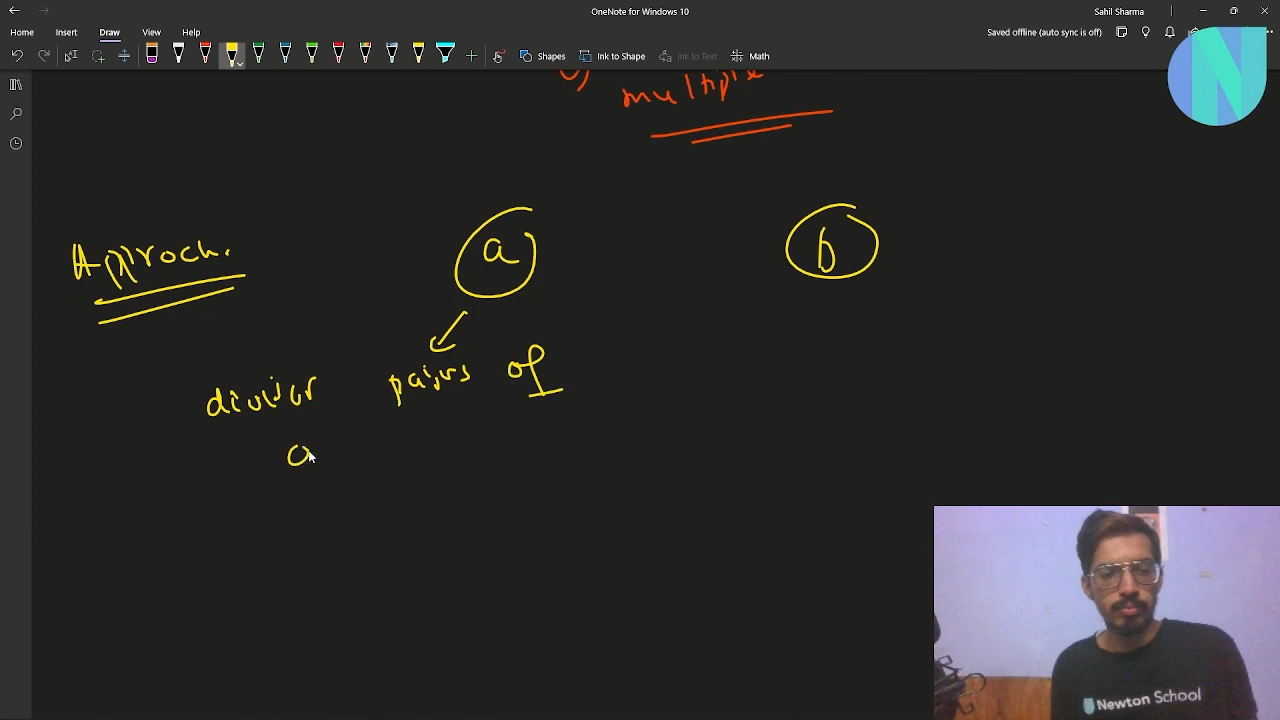 OneNote for Windows 10
Sahil Sharma
Home Insert Draw View Help
Saved offline (auto sync is off)
Shapes Ink to Shape Ink to Text Math
multiple
Approch.
a
b
divisor pairs of
a
Newton School